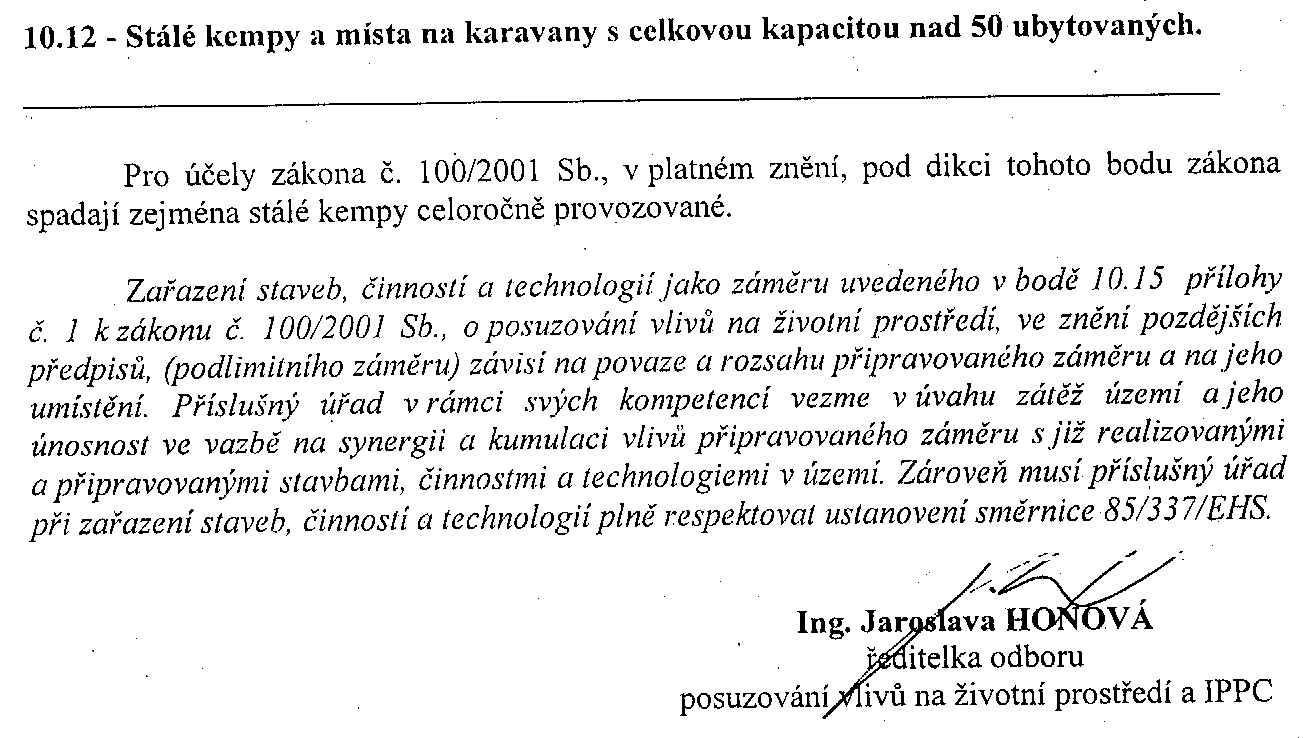 10.12 - Stálé kempy a místa na karavany s celkovou kapacitou nad 50 ubytovaných.
Pro účely zákona č. 100/2001 Sb., v platném znění, pod dikci tohoto bodu zákona
spadají zejména stálé kempy celoročně provozované.
Zařazení staveb, činností a technologií jako záměru uvedeného v bodě 10.15 přílohy
č. 1 k zákonu č. 100/2001 Sb., o posuzování vlivů na životní prostředí, ve znění pozdějších
předpisů, (podlimitního záměru) závisí na povaze a rozsahu připravovaného záměru a na jeho
umístění. Příslušný úřad v rámci svých kompetencí vezme v úvahu zátěž území a jeho
únosnost ve vazbě na synergii a kumulaci vlivů připravovaného záměru s již realizovanými
a připravovanými stavbami, činnostmi a technologiemi v území. Zároveň musí příslušný úřad
při zařazení staveb, činností a technologií plně respektovat ustanovení směrnice 85/337/EHS.
Ing. Jaroslava HONOVÁ
ředitelka odboru
posuzování vlivů na životní prostředí a IPPC